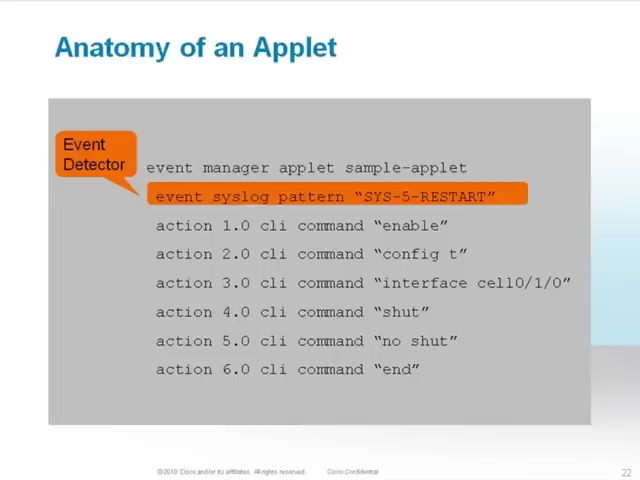 Anatomy of an Applet
Event
Detector
event manager applet sample-applet
event syslog pattern “SYS-5-RESTART”
action 1.0 cli command “enable”
action 2.0 cli command “config t”
action 3.0 cli command “interface cell0/1/0”
action 4.0 cli command “shut”
action 5.0 cli command “no shut”
action 6.0 cli command “end”
© 2010 Cisco and/or its affiliates. All rights reserved. Cisco Confidential 22